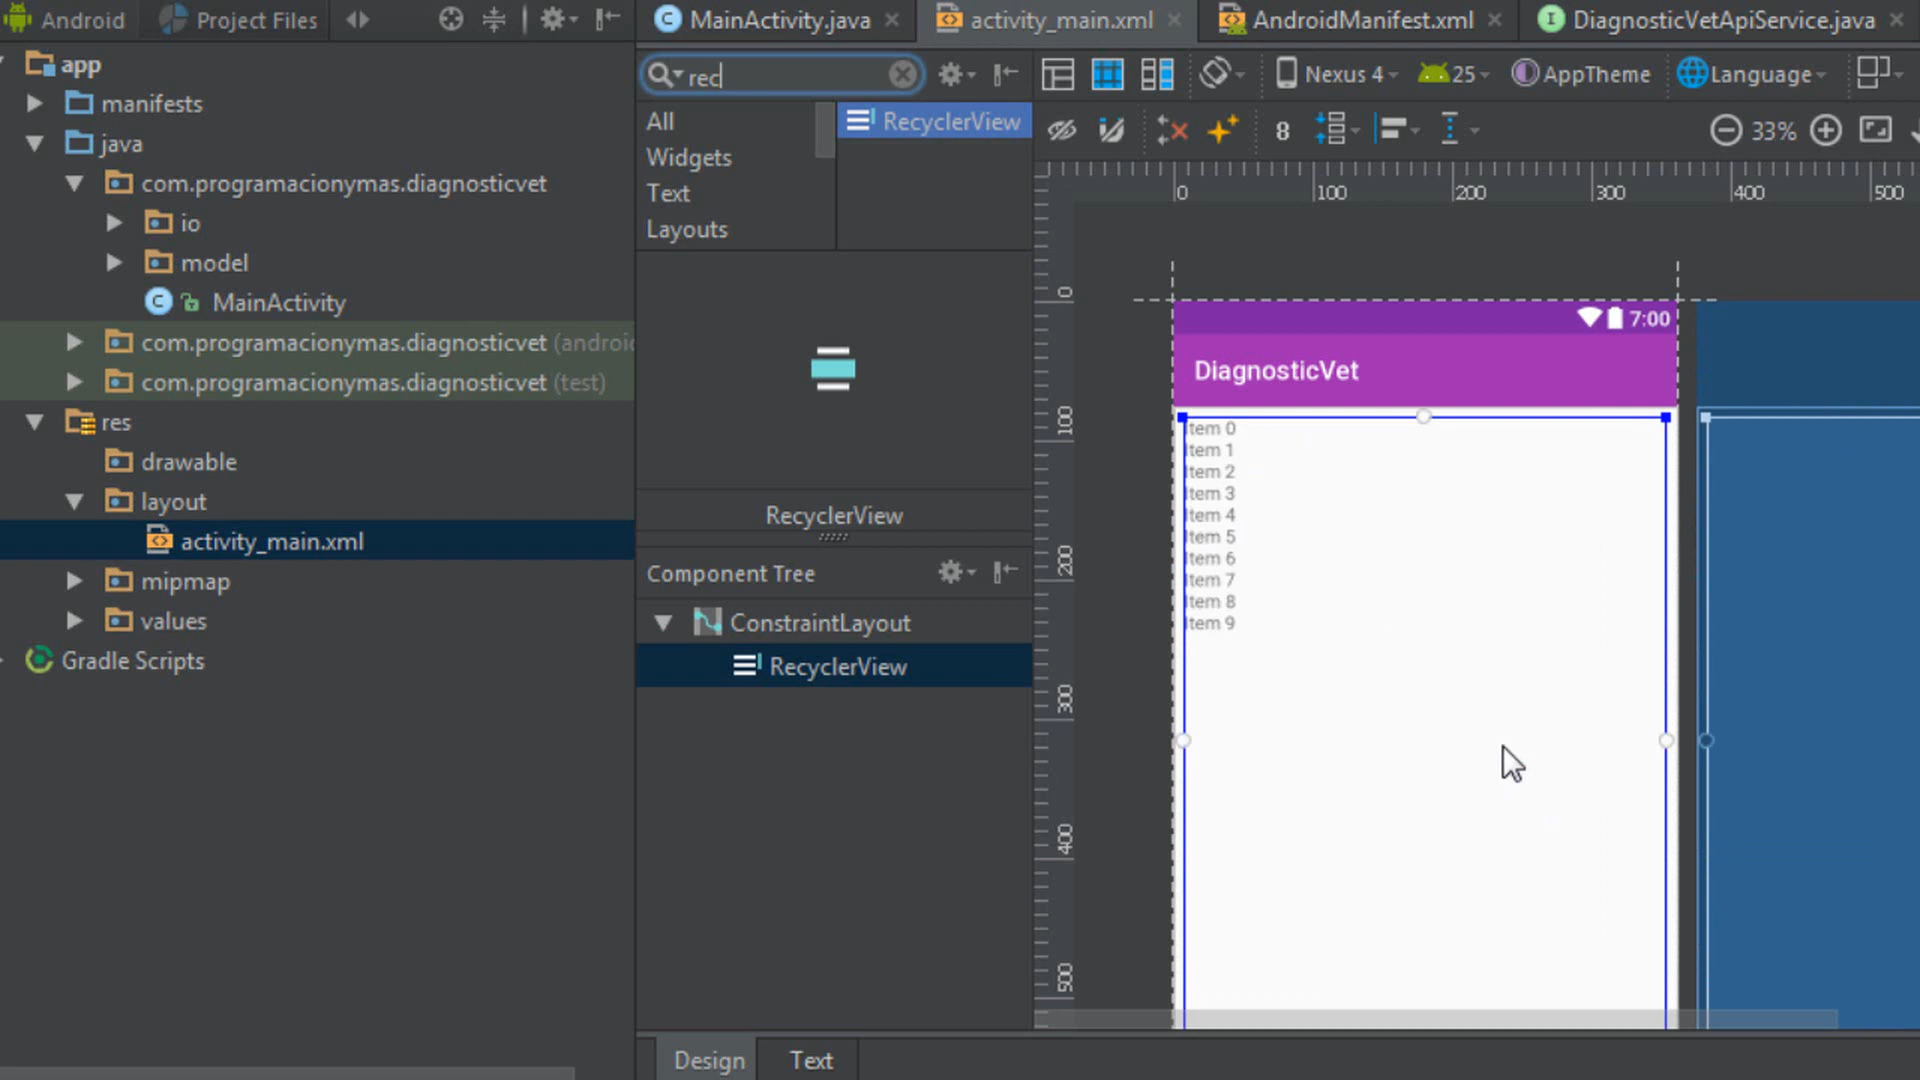 Android
Project Files
MainActivity.java
activity_main.xml
AndroidManifest.xml
DiagnosticVetApiService.java
app
manifests
java
com.programacionymas.diagnosticvet
io
model
MainActivity
com.programacionymas.diagnosticvet (androi
com.programacionymas.diagnosticvet (test)
res
drawable
layout
activity_main.xml
mipmap
values
Gradle Scripts
rec
Nexus 4
25
AppTheme
Language
All
Widgets
Text
Layouts
RecyclerView
8
33%
RecyclerView
Component Tree
ConstraintLayout
RecyclerView
0
100
200
300
400
500
0
100
200
300
400
500
7:00
DiagnosticVet
Item 0
Item 1
Item 2
Item 3
Item 4
Item 5
Item 6
Item 7
Item 8
Item 9
Design
Text